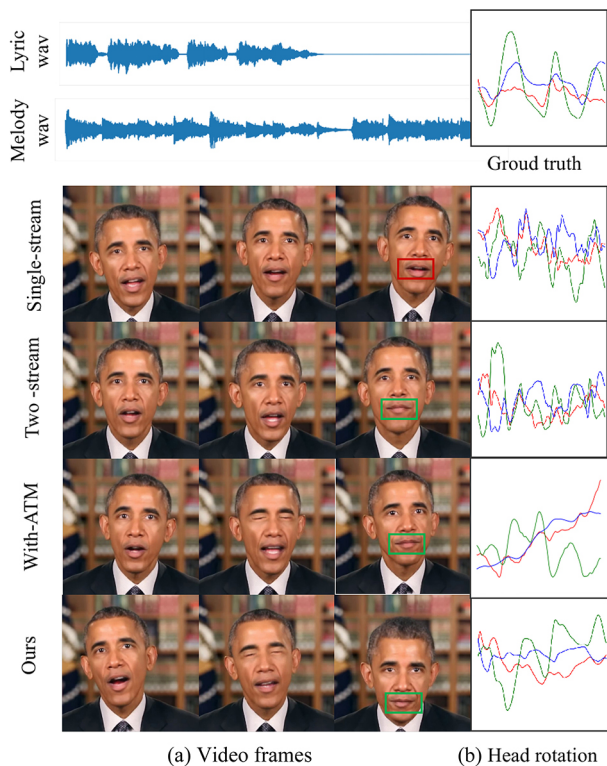 Lyric
wav
Melody
wav
Groud truth
Single-stream
Two -stream
With-ATM
Ours
(a) Video frames
(b) Head rotation